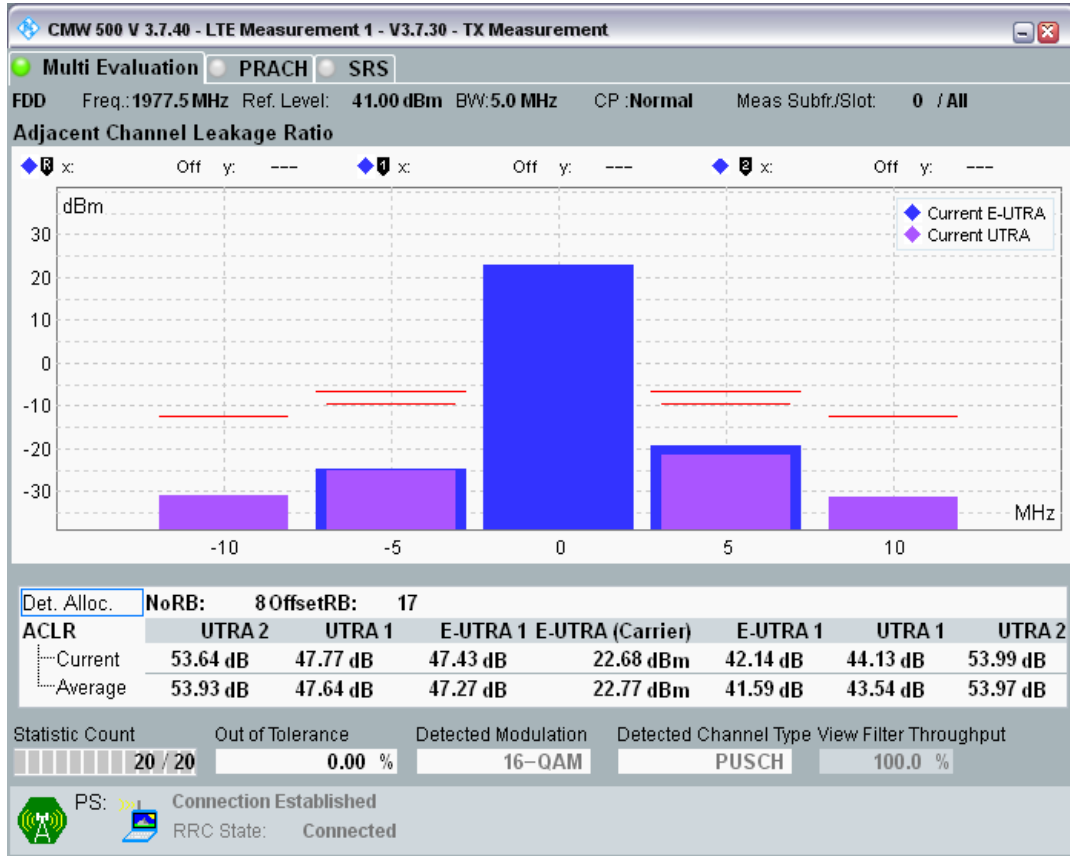 CMW 500 V 3.7.40 - LTE Measurement 1 - V3.7.30 - TX Measurement
Multi Evaluation PRACH SRS
FDD Freq.: 1977.5 MHz Ref. Level: 41.00 dBm BW: 5.0 MHz CP : Normal Meas Subfr./Slot: 0 / All
Adjacent Channel Leakage Ratio
R x: Off y: --- 1 x: Off y: --- 2 x: Off y: ---
dBm
Current E-UTRA
Current UTRA
30
20
10
0
-10
-20
-30
MHz
-10 -5 0 5 10
Det. Alloc. NoRB: 8 OffsetRB: 17
ACLR UTRA 2 UTRA 1 E-UTRA 1 E-UTRA (Carrier) E-UTRA 1 UTRA 1 UTRA 2
Current 53.64 dB 47.77 dB 47.43 dB 22.68 dBm 42.14 dB 44.13 dB 53.99 dB
Average 53.93 dB 47.64 dB 47.27 dB 22.77 dBm 41.59 dB 43.54 dB 53.97 dB
Statistic Count Out of Tolerance Detected Modulation Detected Channel Type View Filter Throughput
20 / 20 0.00 % 16-QAM PUSCH 100.0 %
PS: Connection Established
RRC State: Connected